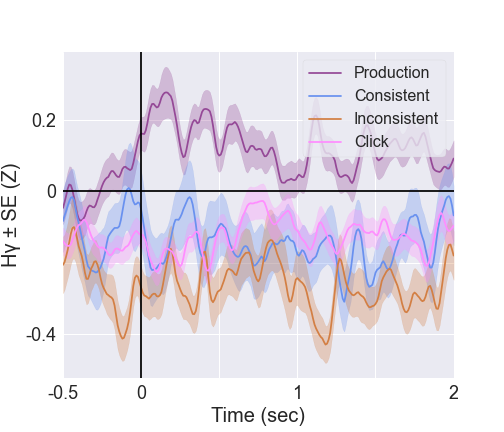 Production
Consistent
Inconsistent
Click
0.2
0
-0.4
Hγ ± SE (Z)
-0.5
0
1
2
Time (sec)